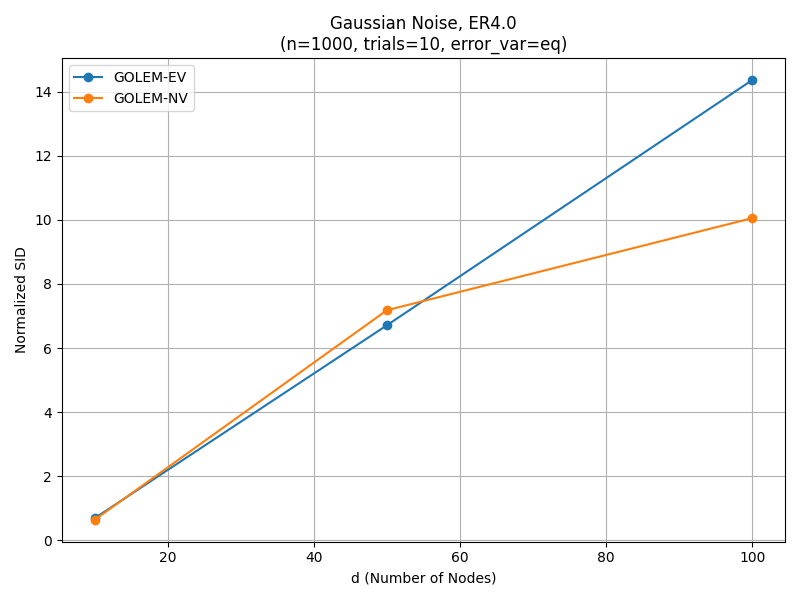 Gaussian Noise, ER4.0
(n=1000, trials=10, error_var=eq)
GOLEM-EV
GOLEM-NV
Normalized SID
14
12
10
8
6
4
2
0
20 40 60 80 100
d (Number of Nodes)